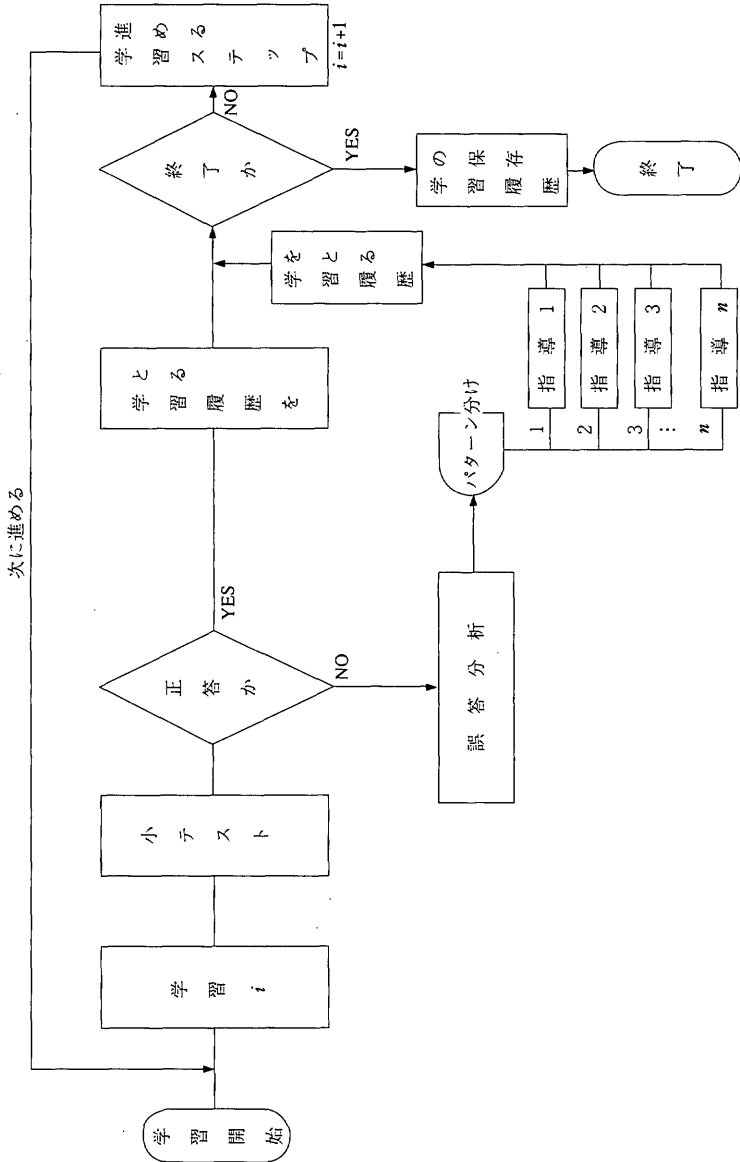 学習開始
学習 i
小テスト
正答か
YES
NO
誤答分析
パターン分け
1
2
3
⋮
n
指導 1
指導 2
指導 3
指導 n
学習履歴を
とる
学習履歴
をとる
終了か
YES
NO
学習履歴
の保存
終了
学習ステップ
進める
i=i+1
次に進める